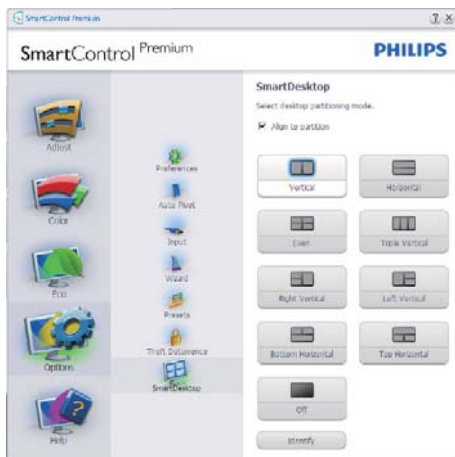 SmartControl Premium
SmartControl Premium
PHILIPS
Adjust
Color
Eco
Options
Help
Preferences
Auto Pivot
Input
Wizard
Presets
Theft Deterrence
SmartDesktop
SmartDesktop
Select desktop partitioning mode.
Align to partition
Vertical
Horizontal
Even
Triple Vertical
Right Vertical
Left Vertical
Bottom Horizontal
Top Horizontal
Off
Identify